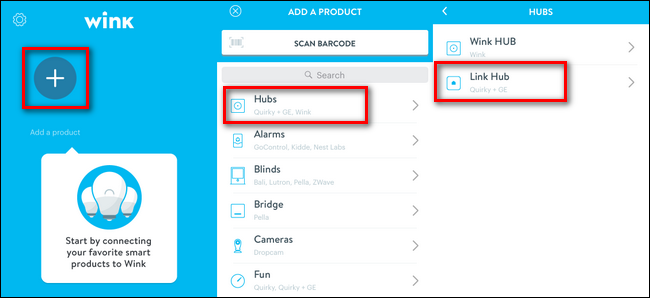 wink
Add a product
Start by connecting
your favorite smart
products to Wink
ADD A PRODUCT
SCAN BARCODE
Search
Hubs
Quirky + GE, Wink
Alarms
GoControl, Kidde, Nest Labs
Blinds
Bali, Lutron, Pella, ZWave
Bridge
Pella
Cameras
Dropcam
Fun
Quirky, Quirky + GE
HUBS
Wink HUB
Wink
Link Hub
Quirky + GE